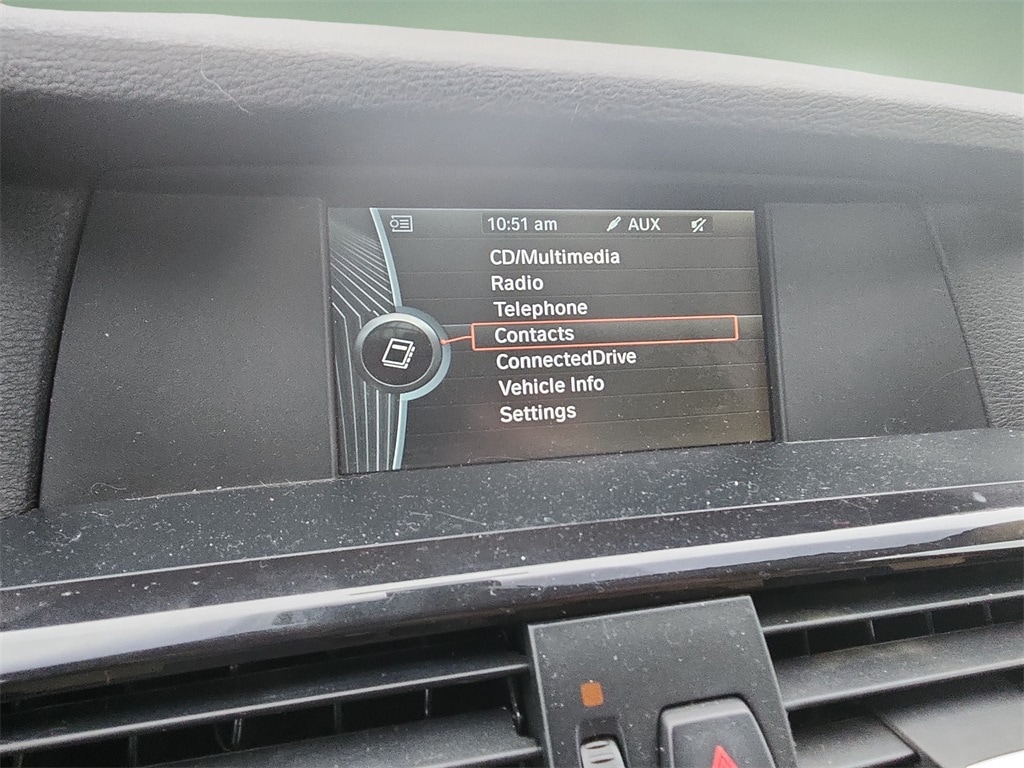 10:51 am AUX
CD/Multimedia
Radio
Telephone
Contacts
ConnectedDrive
Vehicle Info
Settings